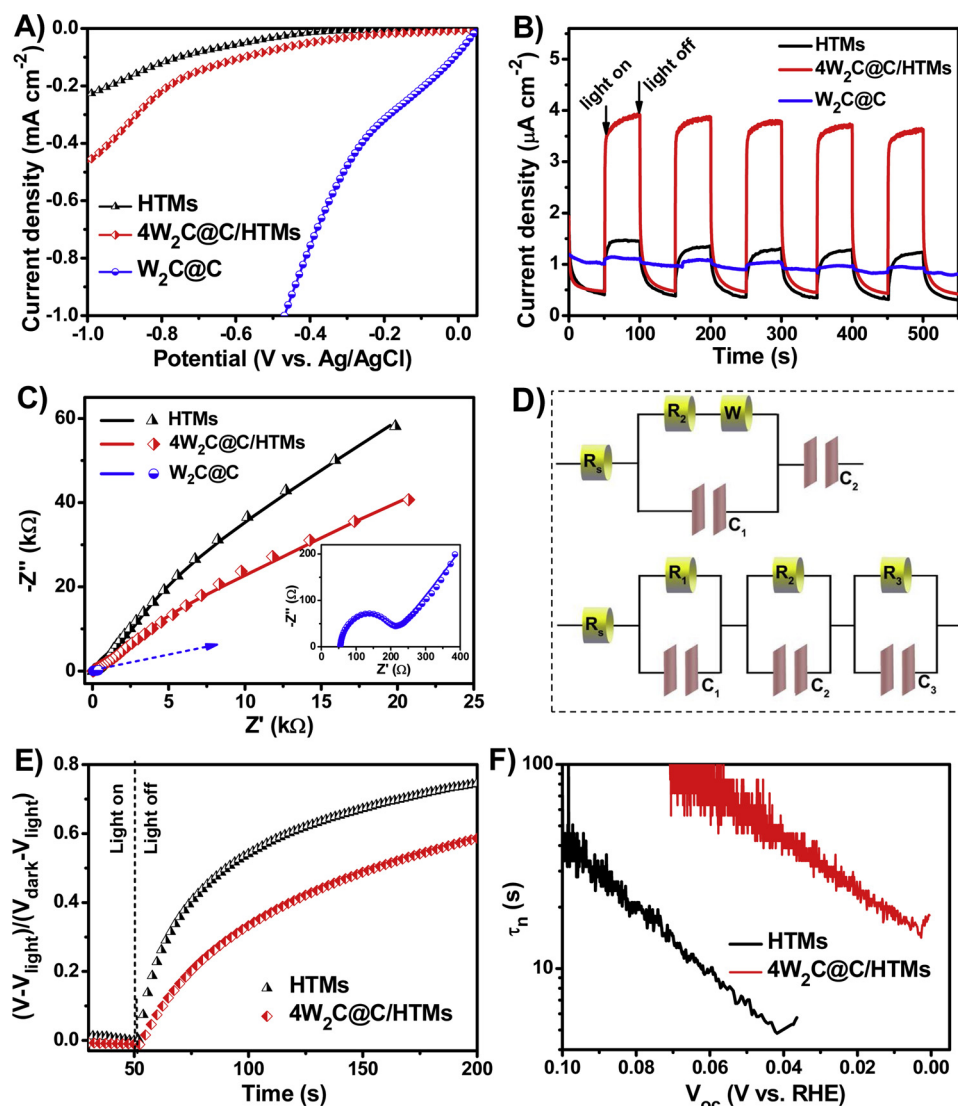 A)
0.0
-0.2
-0.4
-0.6
-0.8
-1.0
Current density (mA cm⁻²)
HTMs
4W₂C@C/HTMs
W₂C@C
-1.0 -0.8 -0.6 -0.4 -0.2 0.0
Potential (V vs. Ag/AgCl)
B)
5
4
3
2
1
0
Current density (μA cm⁻²)
light on
light off
HTMs
4W₂C@C/HTMs
W₂C@C
0 100 200 300 400 500
Time (s)
C)
60
40
20
0
-Z'' (kΩ)
HTMs
4W₂C@C/HTMs
W₂C@C
200
100
0
-Z'' (Ω)
0 100 200 300 400
Z' (Ω)
0 5 10 15 20 25
Z' (kΩ)
D)
R₂ W
Rₛ
C₂
C₁
R₁ R₂ R₃
Rₛ
C₁ C₂ C₃
E)
0.8
0.6
0.4
0.2
0.0
(V-V_light)/(V_dark-V_light)
Light on
Light off
HTMs
4W₂C@C/HTMs
50 100 150 200
Time (s)
F)
100
10
τₙ (s)
HTMs
4W₂C@C/HTMs
0.10 0.08 0.06 0.04 0.02 0.00
V_oc (V vs. RHE)